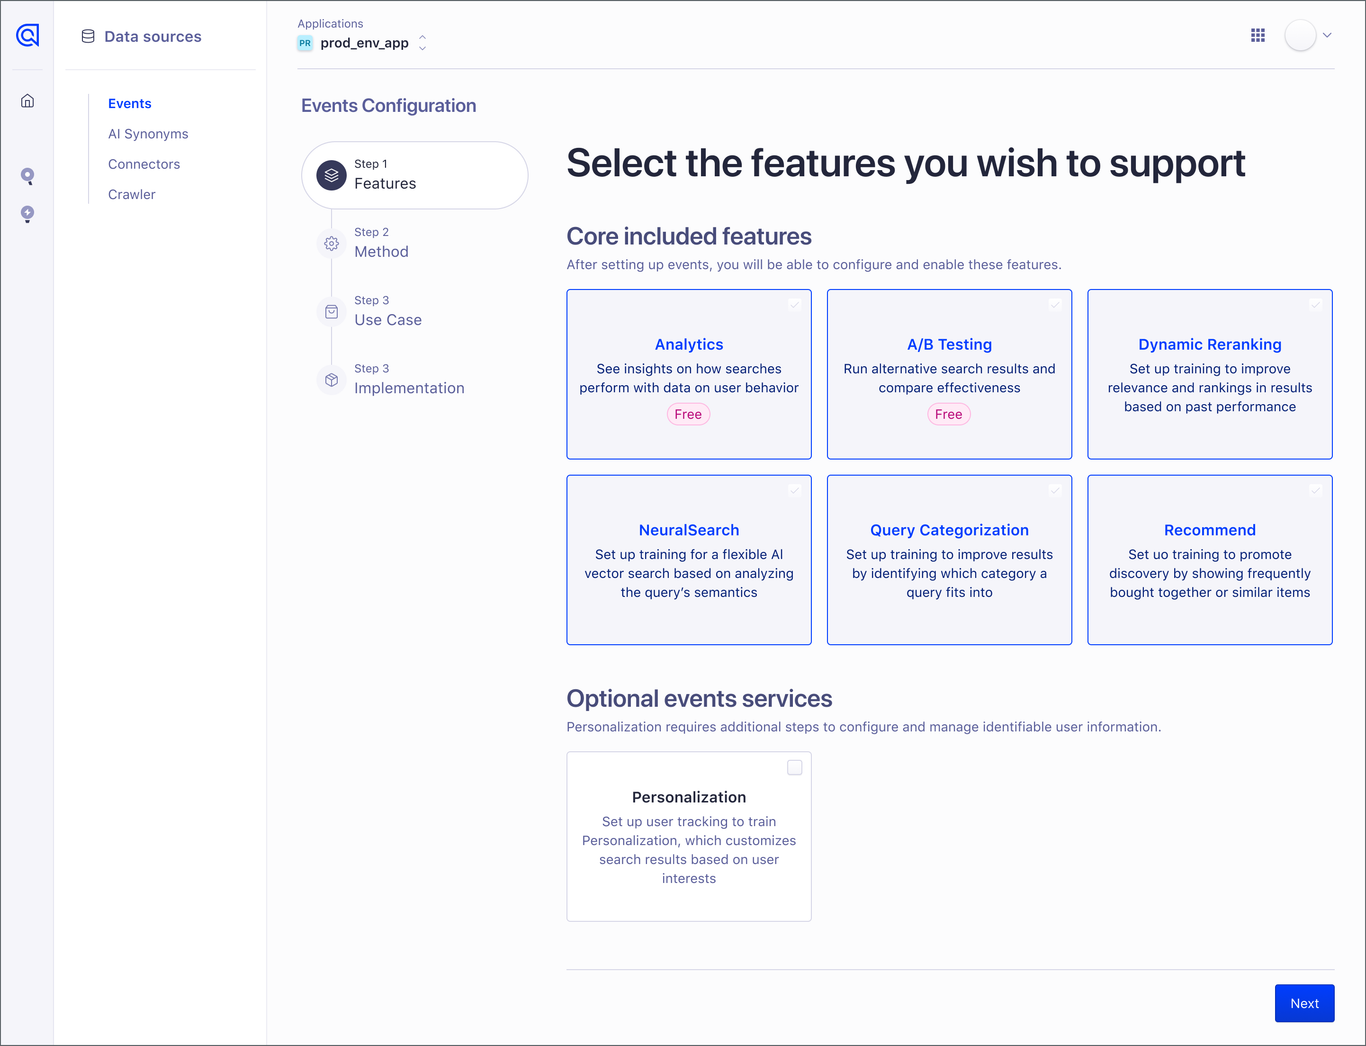 Data sources
Events
AI Synonyms
Connectors
Crawler
Applications
PR prod_env_app
Events Configuration
Step 1
Features
Step 2
Method
Step 3
Use Case
Step 3
Implementation
Select the features you wish to support
Core included features
After setting up events, you will be able to configure and enable these features.
Analytics
See insights on how searches
perform with data on user behavior
Free
A/B Testing
Run alternative search results and
compare effectiveness
Free
Dynamic Reranking
Set up training to improve
relevance and rankings in results
based on past performance
NeuralSearch
Set up training for a flexible AI
vector search based on analyzing
the query’s semantics
Query Categorization
Set up training to improve results
by identifying which category a
query fits into
Recommend
Set uo training to promote
discovery by showing frequently
bought together or similar items
Optional events services
Personalization requires additional steps to configure and manage identifiable user information.
Personalization
Set up user tracking to train
Personalization, which customizes
search results based on user
interests
Next